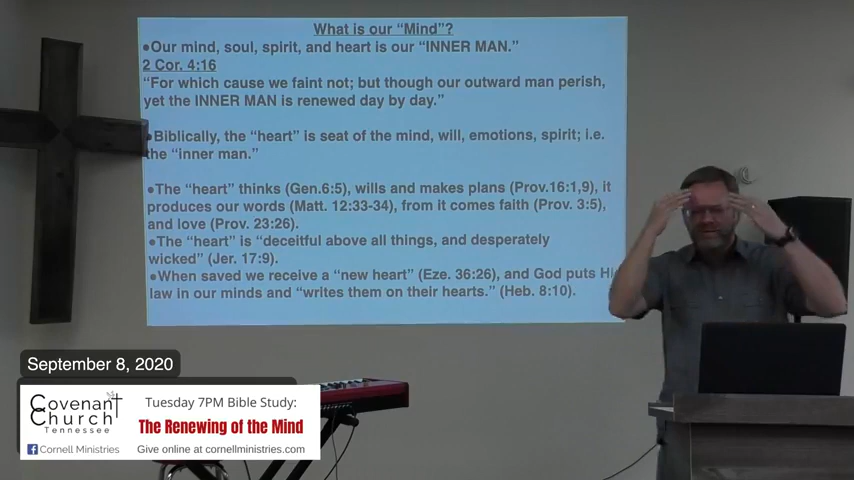 What is our “Mind”?
•Our mind, soul, spirit, and heart is our “INNER MAN.”
2 Cor. 4:16
“For which cause we faint not; but though our outward man perish,
yet the INNER MAN is renewed day by day.”
•Biblically, the “heart” is seat of the mind, will, emotions, spirit; i.e.
the “inner man.”
•The “heart” thinks (Gen.6:5), wills and makes plans (Prov.16:1,9), it
produces our words (Matt. 12:33-34), from it comes faith (Prov. 3:5),
and love (Prov. 23:26).
•The “heart” is “deceitful above all things, and desperately
wicked” (Jer. 17:9).
•When saved we receive a “new heart” (Eze. 36:26), and God puts Hi
law in our minds and “writes them on their hearts.” (Heb. 8:10).
September 8, 2020
Covenant
Church
Tennessee
Cornell Ministries
Tuesday 7PM Bible Study:
The Renewing of the Mind
Give online at cornellministries.com